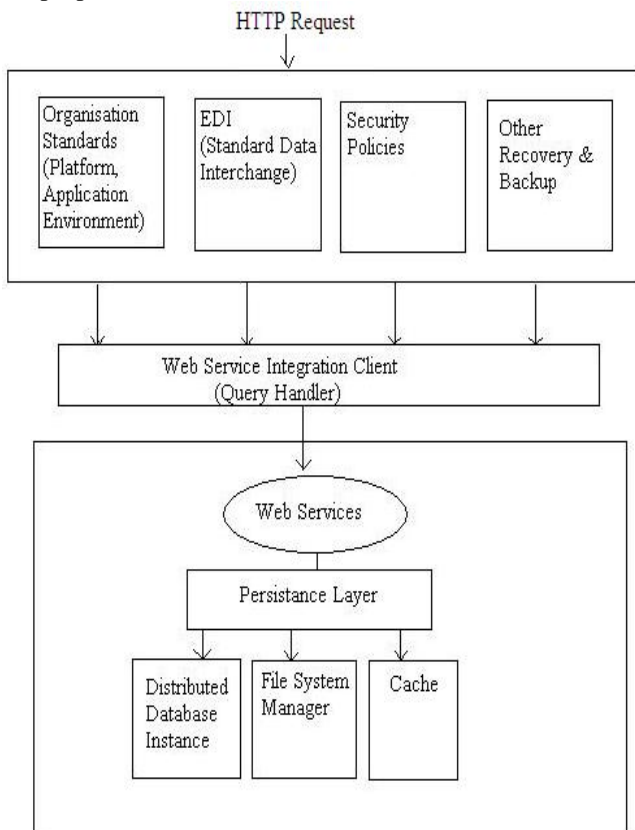 HTTP Request
Organisation
Standards
(Platform,
Application
Environment)
EDI
(Standard Data
Interchange)
Security
Policies
Other
Recovery &
Backup
Web Service Integration Client
(Query Handler)
Web Services
Persistance Layer
Distributed
Database
Instance
File System
Manager
Cache